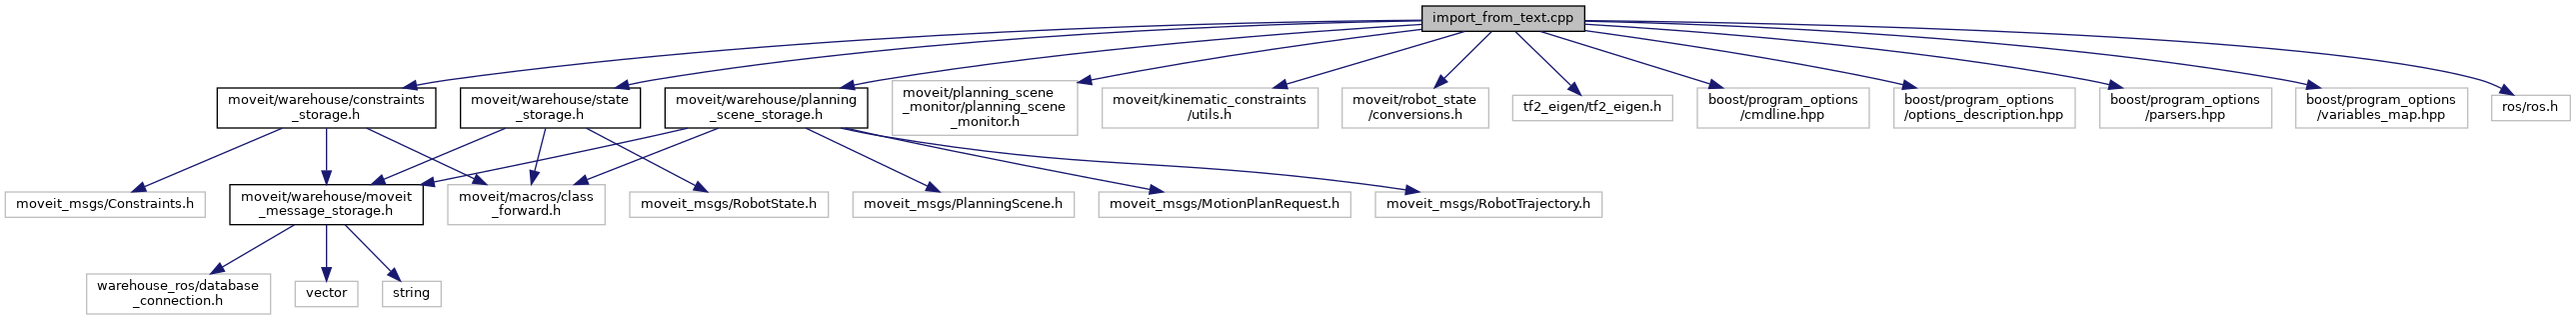 import_from_text.cpp
moveit/warehouse/constraints
_storage.h
moveit/warehouse/state
_storage.h
moveit/warehouse/planning
_scene_storage.h
moveit/planning_scene
_monitor/planning_scene
_monitor.h
moveit/kinematic_constraints
/utils.h
moveit/robot_state
/conversions.h
tf2_eigen/tf2_eigen.h
boost/program_options
/cmdline.hpp
boost/program_options
/options_description.hpp
boost/program_options
/parsers.hpp
boost/program_options
/variables_map.hpp
ros/ros.h
moveit_msgs/Constraints.h
moveit/warehouse/moveit
_message_storage.h
moveit/macros/class
_forward.h
moveit_msgs/RobotState.h
moveit_msgs/PlanningScene.h
moveit_msgs/MotionPlanRequest.h
moveit_msgs/RobotTrajectory.h
warehouse_ros/database
_connection.h
vector
string